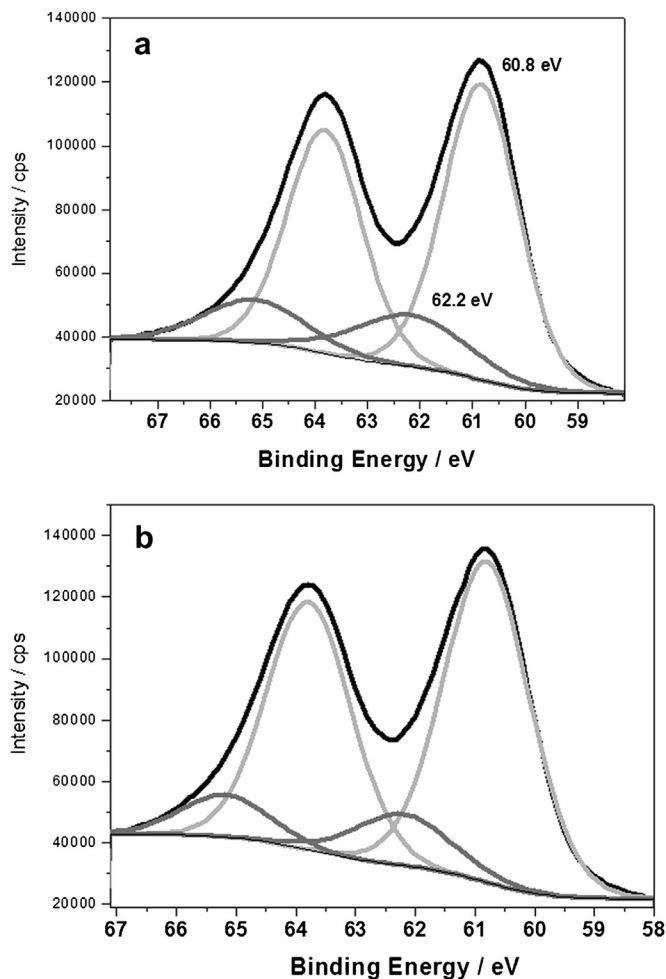 a
140000
120000
100000
80000
60000
40000
20000
Intensity / cps
60.8 eV
62.2 eV
67 66 65 64 63 62 61 60 59
Binding Energy / eV
b
140000
120000
100000
80000
60000
40000
20000
Intensity / cps
67 66 65 64 63 62 61 60 59 58
Binding Energy / eV